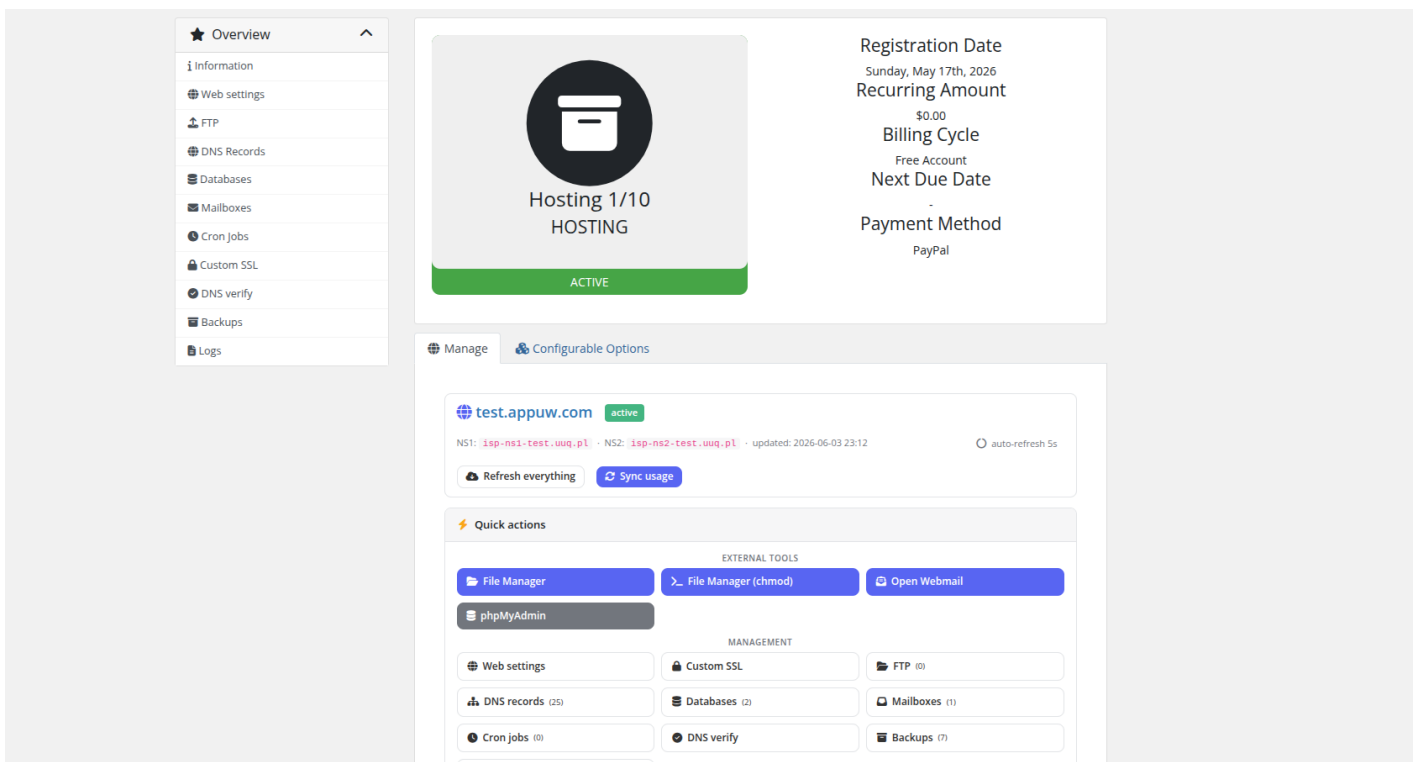 Overview
Information
Web settings
FTP
DNS Records
Databases
Mailboxes
Cron Jobs
Custom SSL
DNS verify
Backups
Logs
Hosting 1/10
HOSTING
ACTIVE
Registration Date
Sunday, May 17th, 2026
Recurring Amount
$0.00
Billing Cycle
Free Account
Next Due Date
-
Payment Method
PayPal
Manage
Configurable Options
test.appuw.com active
NS1: isp-ns1-test.uuq.pl · NS2: isp-ns2-test.uuq.pl · updated: 2026-06-03 23:12
auto-refresh 5s
Refresh everything
Sync usage
Quick actions
EXTERNAL TOOLS
File Manager
File Manager (chmod)
Open Webmail
phpMyAdmin
MANAGEMENT
Web settings
Custom SSL
FTP (0)
DNS records (25)
Databases (2)
Mailboxes (1)
Cron jobs (0)
DNS verify
Backups (7)